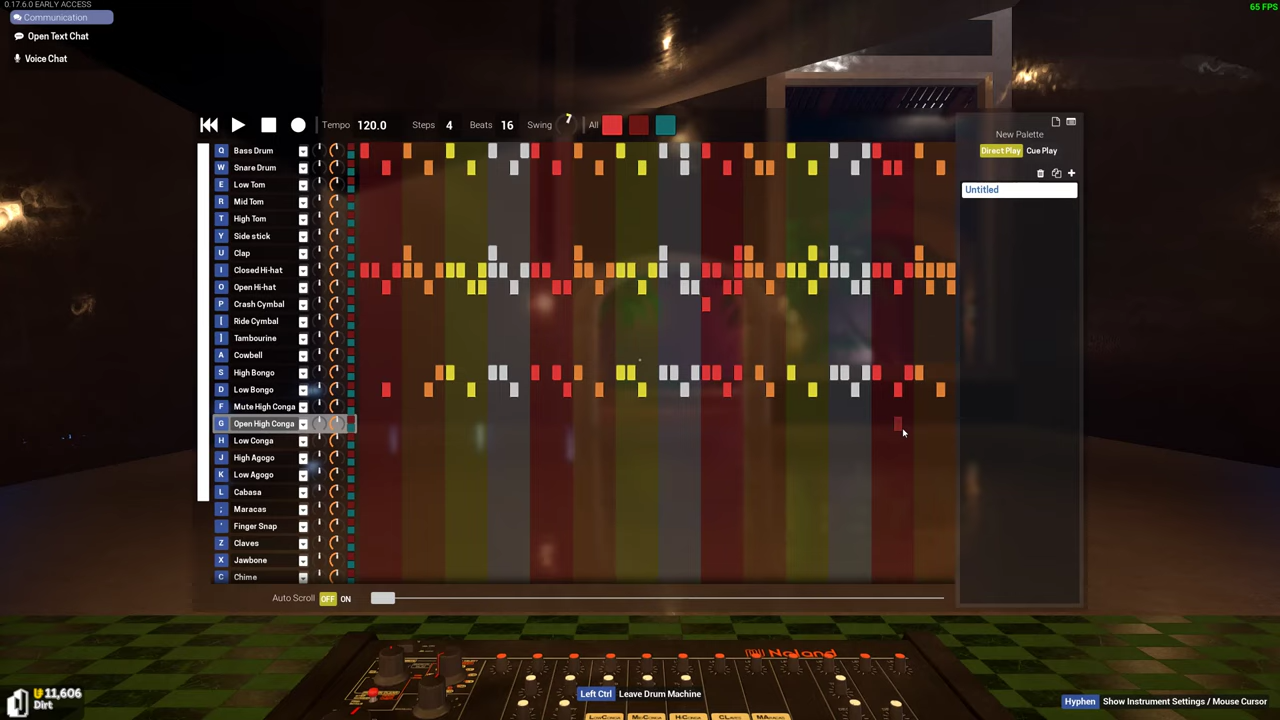 0.17.6.0 EARLY ACCESS
65 FPS
Communication
Open Text Chat
Voice Chat
Tempo 120.0 Steps 4 Beats 16 Swing All
New Palette
Direct Play Cue Play
Untitled
Q Bass Drum
W Snare Drum
E Low Tom
R Mid Tom
T High Tom
Y Side stick
U Clap
I Closed Hi-hat
O Open Hi-hat
P Crash Cymbal
[ Ride Cymbal
] Tambourine
A Cowbell
S High Bongo
D Low Bongo
F Mute High Conga
G Open High Conga
H Low Conga
J High Agogo
K Low Agogo
L Cabasa
; Maracas
' Finger Snap
Z Claves
X Jawbone
C Chime
Auto Scroll OFF ON
Noland
11,606
Dirt
Left Ctrl Leave Drum Machine
Hyphen Show Instrument Settings / Mouse Cursor